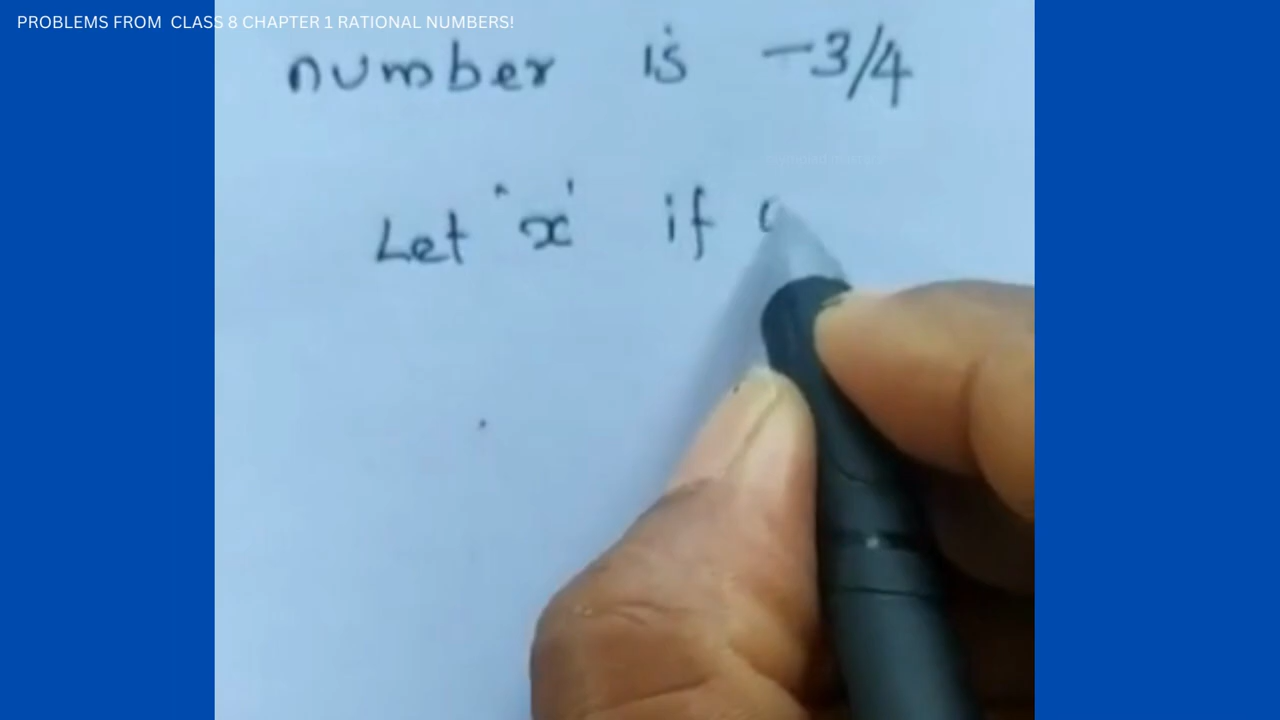 PROBLEMS FROM CLASS 8 CHAPTER 1 RATIONAL NUMBERS!
number is -3/4
Let 'x' if